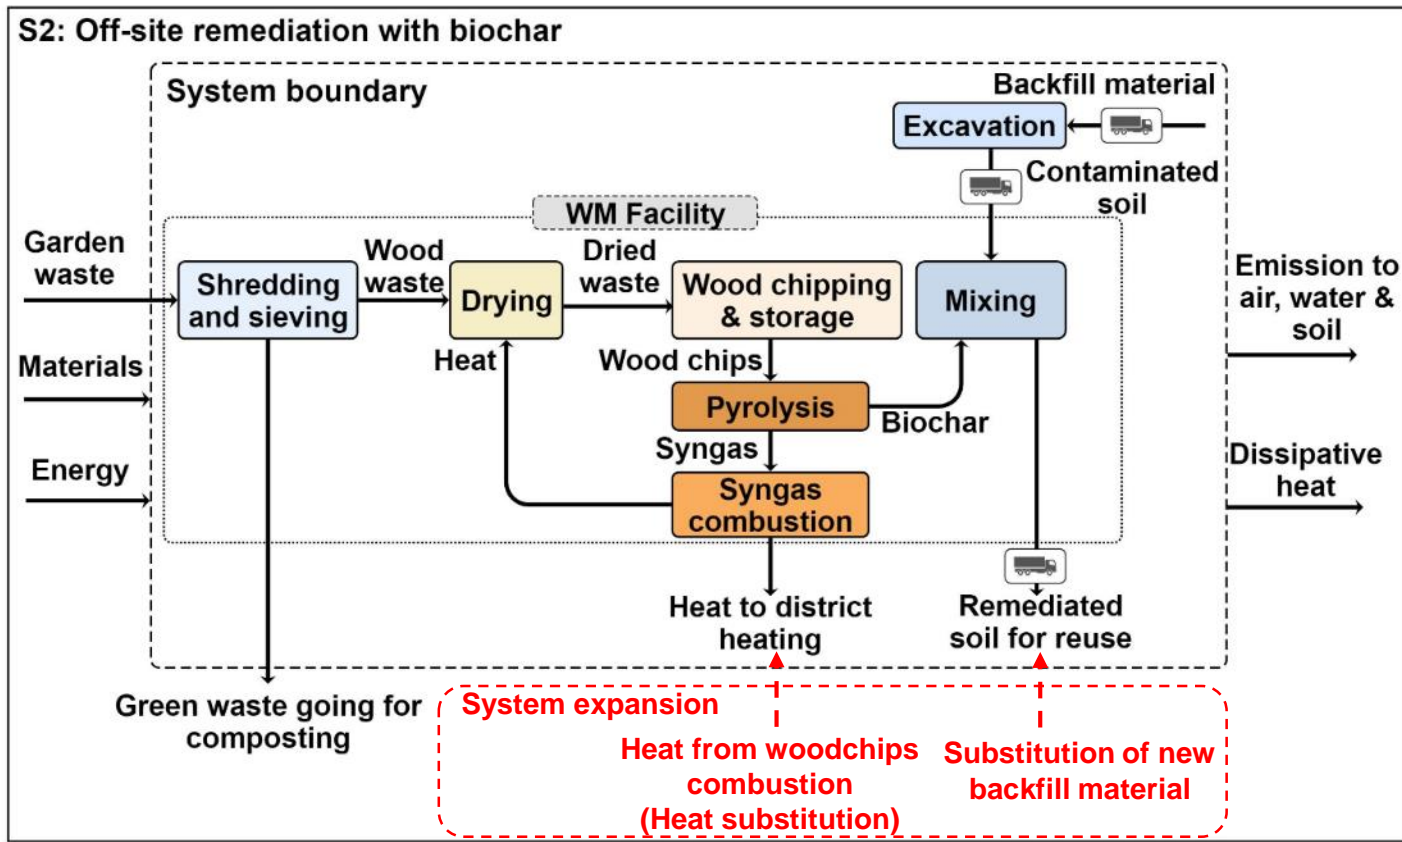 S2: Off-site remediation with biochar
System boundary
Backfill material
Excavation
Contaminated
soil
WM Facility
Garden
waste
Wood
waste
Dried
waste
Shredding
and sieving
Drying
Wood chipping
& storage
Mixing
Emission to
air, water &
soil
Materials
Heat
Wood chips
Pyrolysis
Biochar
Energy
Syngas
Syngas
combustion
Dissipative
heat
Heat to district
heating
Remediated
soil for reuse
Green waste going for
composting
System expansion
Heat from woodchips
combustion
(Heat substitution)
Substitution of new
backfill material